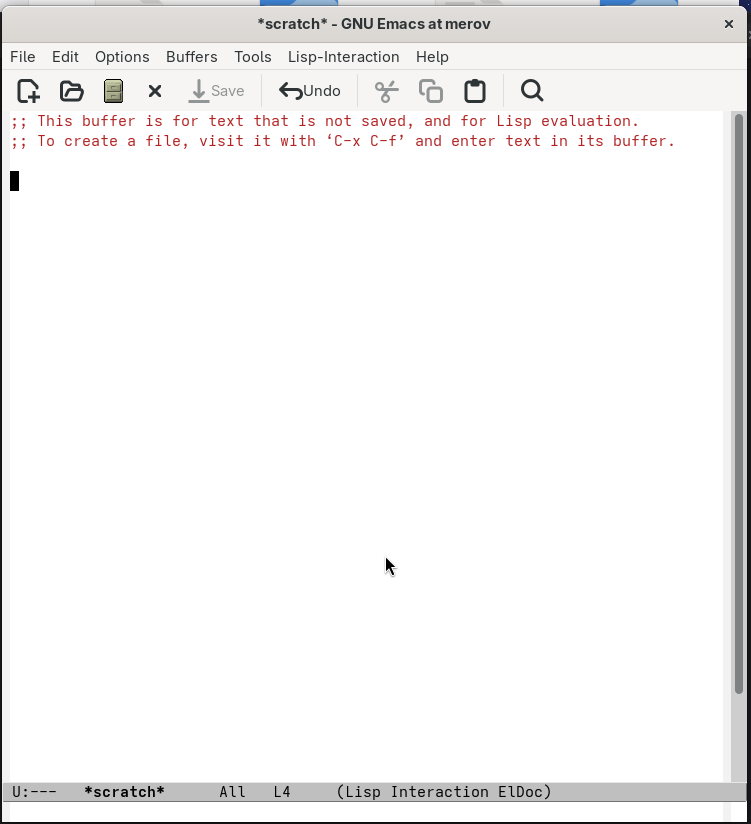 *scratch* - GNU Emacs at merov
File Edit Options Buffers Tools Lisp-Interaction Help
Save Undo
;; This buffer is for text that is not saved, and for Lisp evaluation.
;; To create a file, visit it with ‘C-x C-f’ and enter text in its buffer.
U:--- *scratch* All L4 (Lisp Interaction ElDoc)